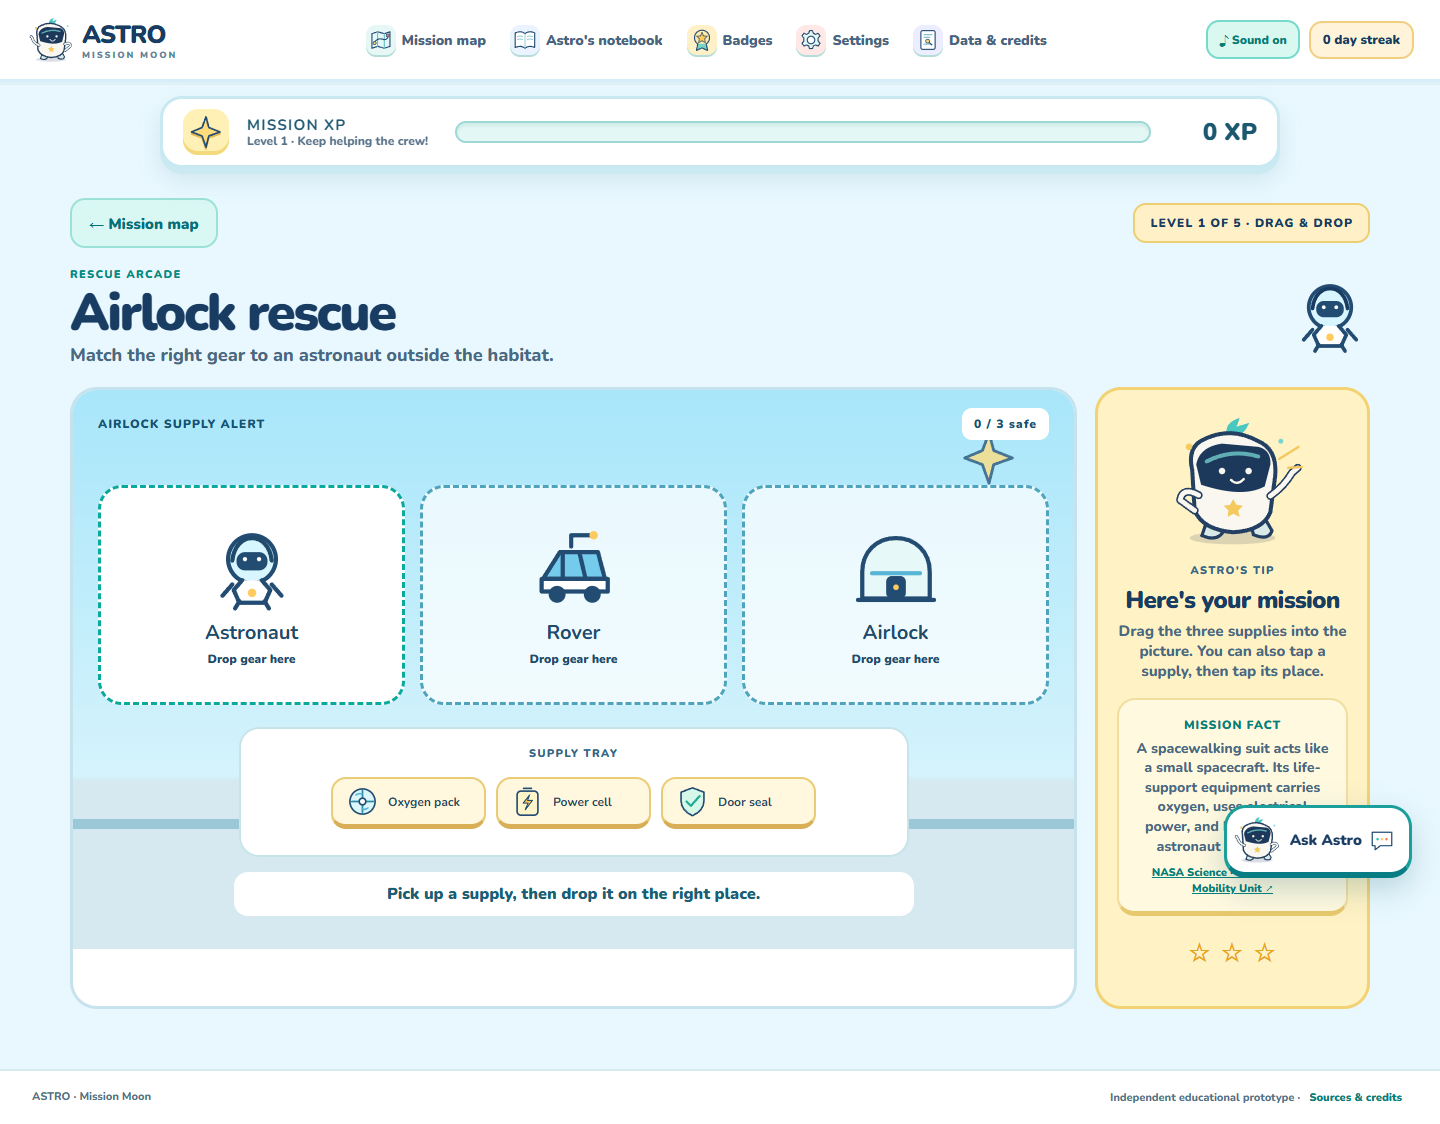 ASTRO
MISSION MOON
Mission map
Astro's notebook
Badges
Settings
Data & credits
♪ Sound on
0 day streak
MISSION XP
Level 1 · Keep helping the crew!
0 XP
← Mission map
LEVEL 1 OF 5 · DRAG & DROP
RESCUE ARCADE
Airlock rescue
Match the right gear to an astronaut outside the habitat.
AIRLOCK SUPPLY ALERT
0 / 3 safe
Astronaut
Drop gear here
Rover
Drop gear here
Airlock
Drop gear here
SUPPLY TRAY
Oxygen pack
Power cell
Door seal
Pick up a supply, then drop it on the right place.
ASTRO'S TIP
Here's your mission
Drag the three supplies into the
picture. You can also tap a
supply, then tap its place.
MISSION FACT
A spacewalking suit acts like
a small spacecraft. Its life-
support equipment carries
oxygen, uses electrical
power, and
astronaut
NASA Science
Mobility Unit ↗
Ask Astro
ASTRO · Mission Moon
Independent educational prototype ·
Sources & credits